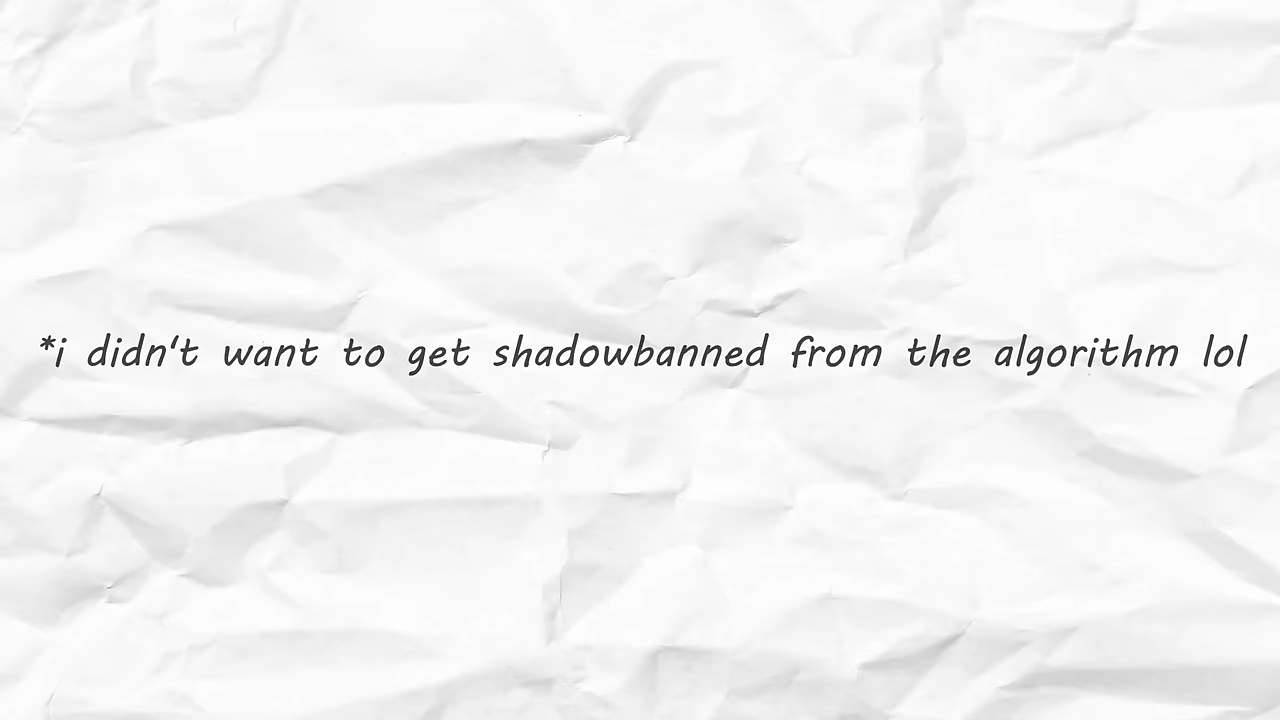 *i didn't want to get shadowbanned from the algorithm lol